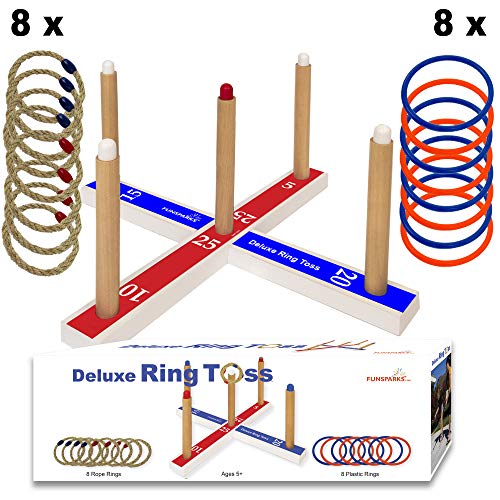 8 x
8 x
15
5
25
25
FUNSPARKS
Deluxe Ring Toss
10
20
Deluxe Ring Toss
FUNSPARKS
Deluxe Ring Toss
8 Rope Rings
Ages 5+
8 Plastic Rings